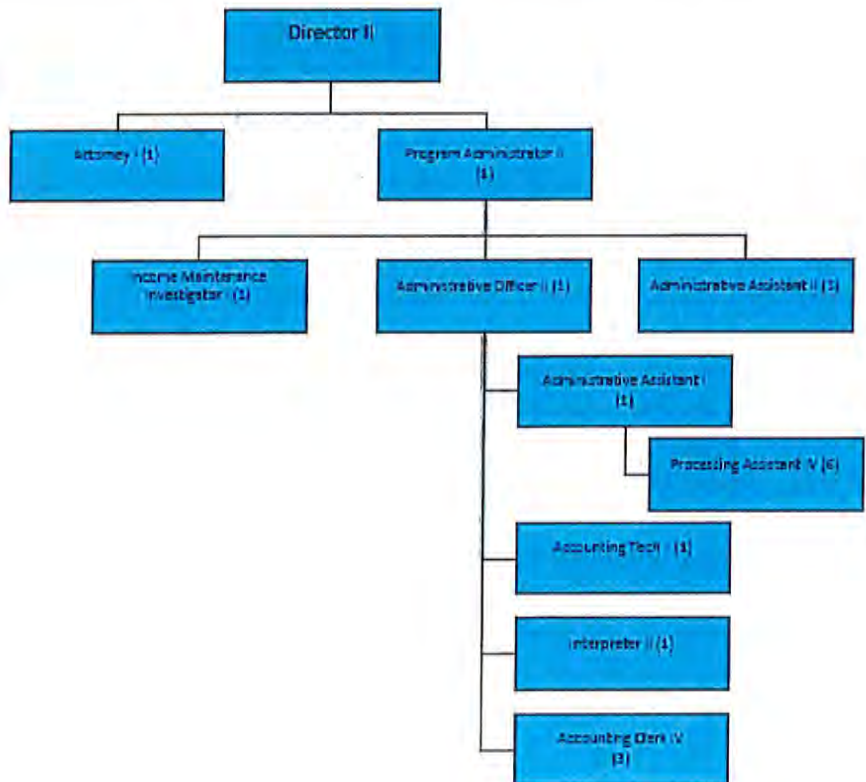 Director II
Attorney I (1)
Program Administrator II
(1)
Income Maintenance
Investigator I (1)
Administrative Officer II (1)
Administrative Assistant II (1)
Administrative Assistant I
(1)
Processing Assistant IV (6)
Accounting Tech I (1)
Interpreter II (1)
Accounting Clerk IV
(3)